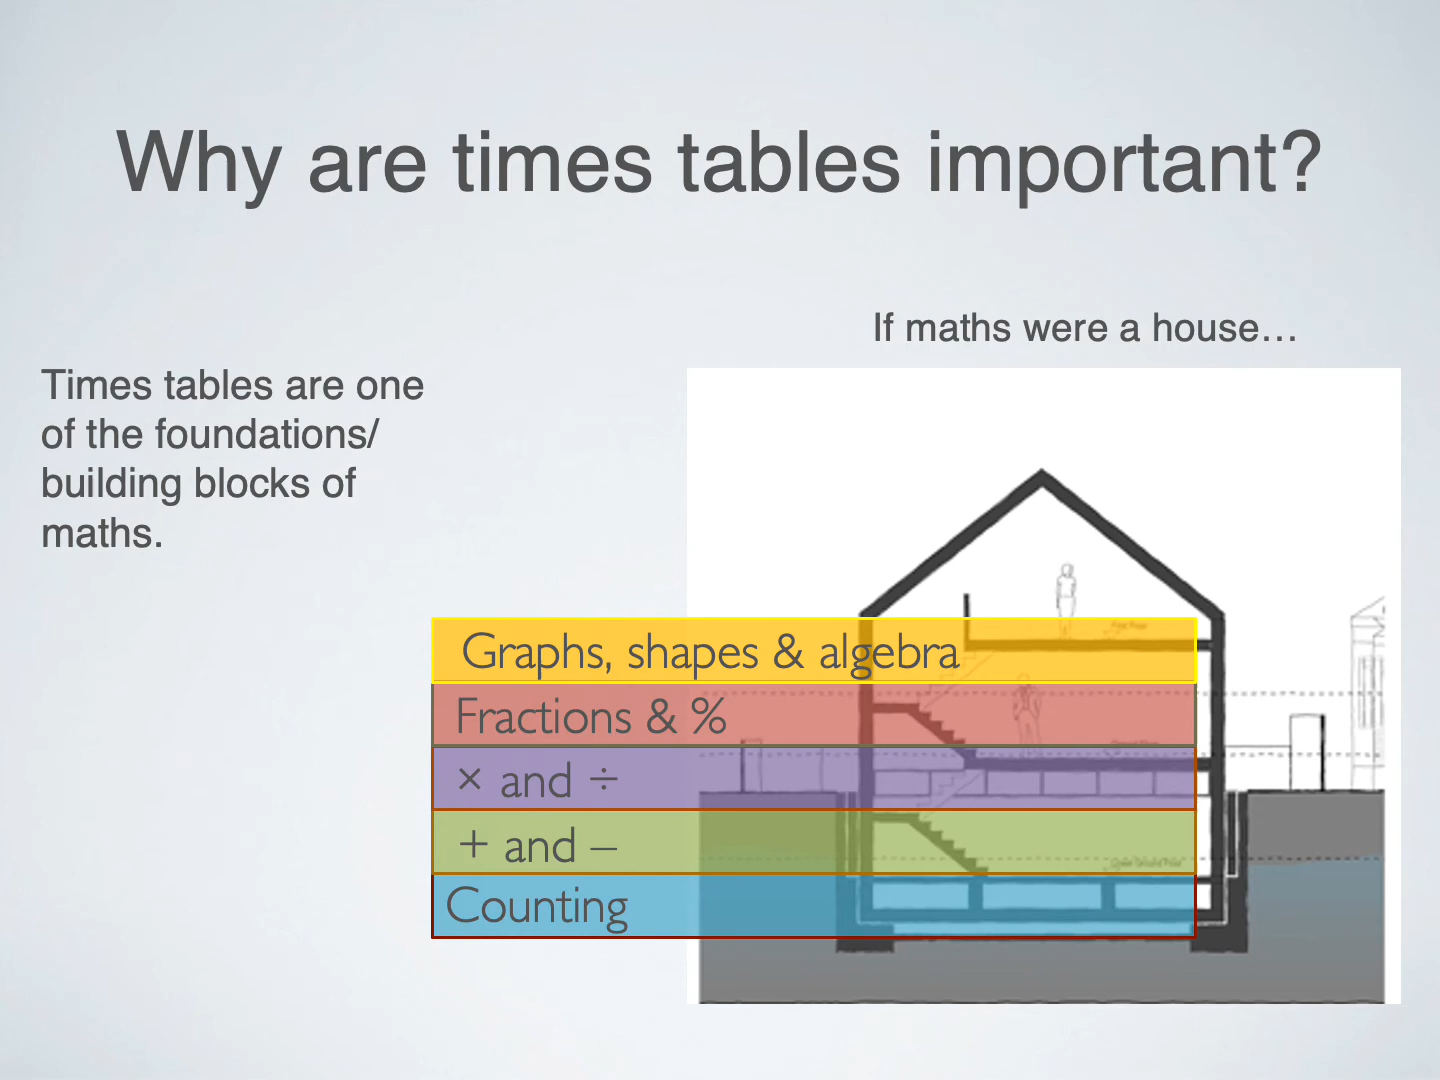 Why are times tables important?
If maths were a house…
Times tables are one
of the foundations/
building blocks of
maths.
Graphs, shapes & algebra
Fractions & %
× and ÷
+ and –
Counting